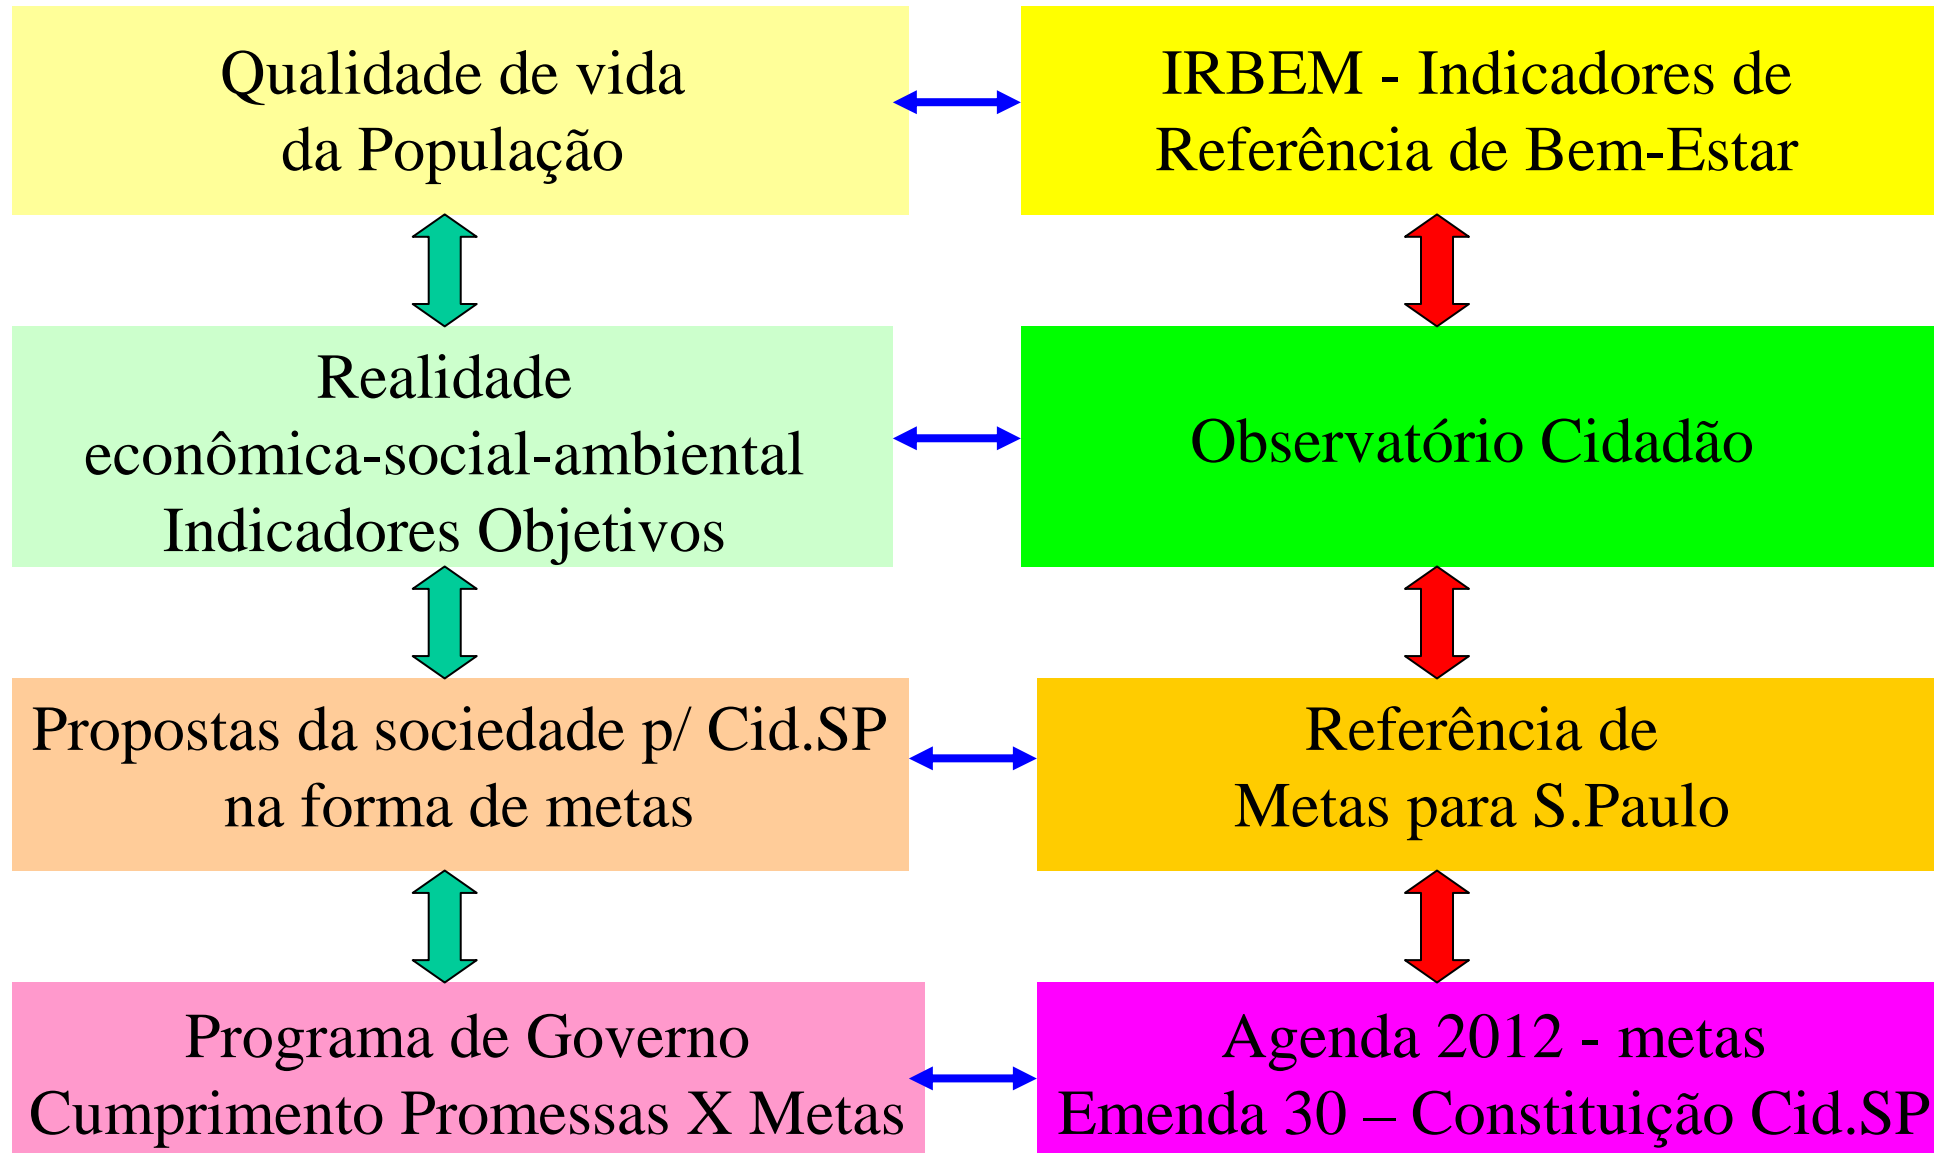 Qualidade de vida
da População
IRBEM - Indicadores de
Referência de Bem-Estar
Realidade
econômica-social-ambiental
Indicadores Objetivos
Observatório Cidadão
Propostas da sociedade p/ Cid.SP
na forma de metas
Referência de
Metas para S.Paulo
Programa de Governo
Cumprimento Promessas X Metas
Agenda 2012 - metas
Emenda 30 – Constituição Cid.SP